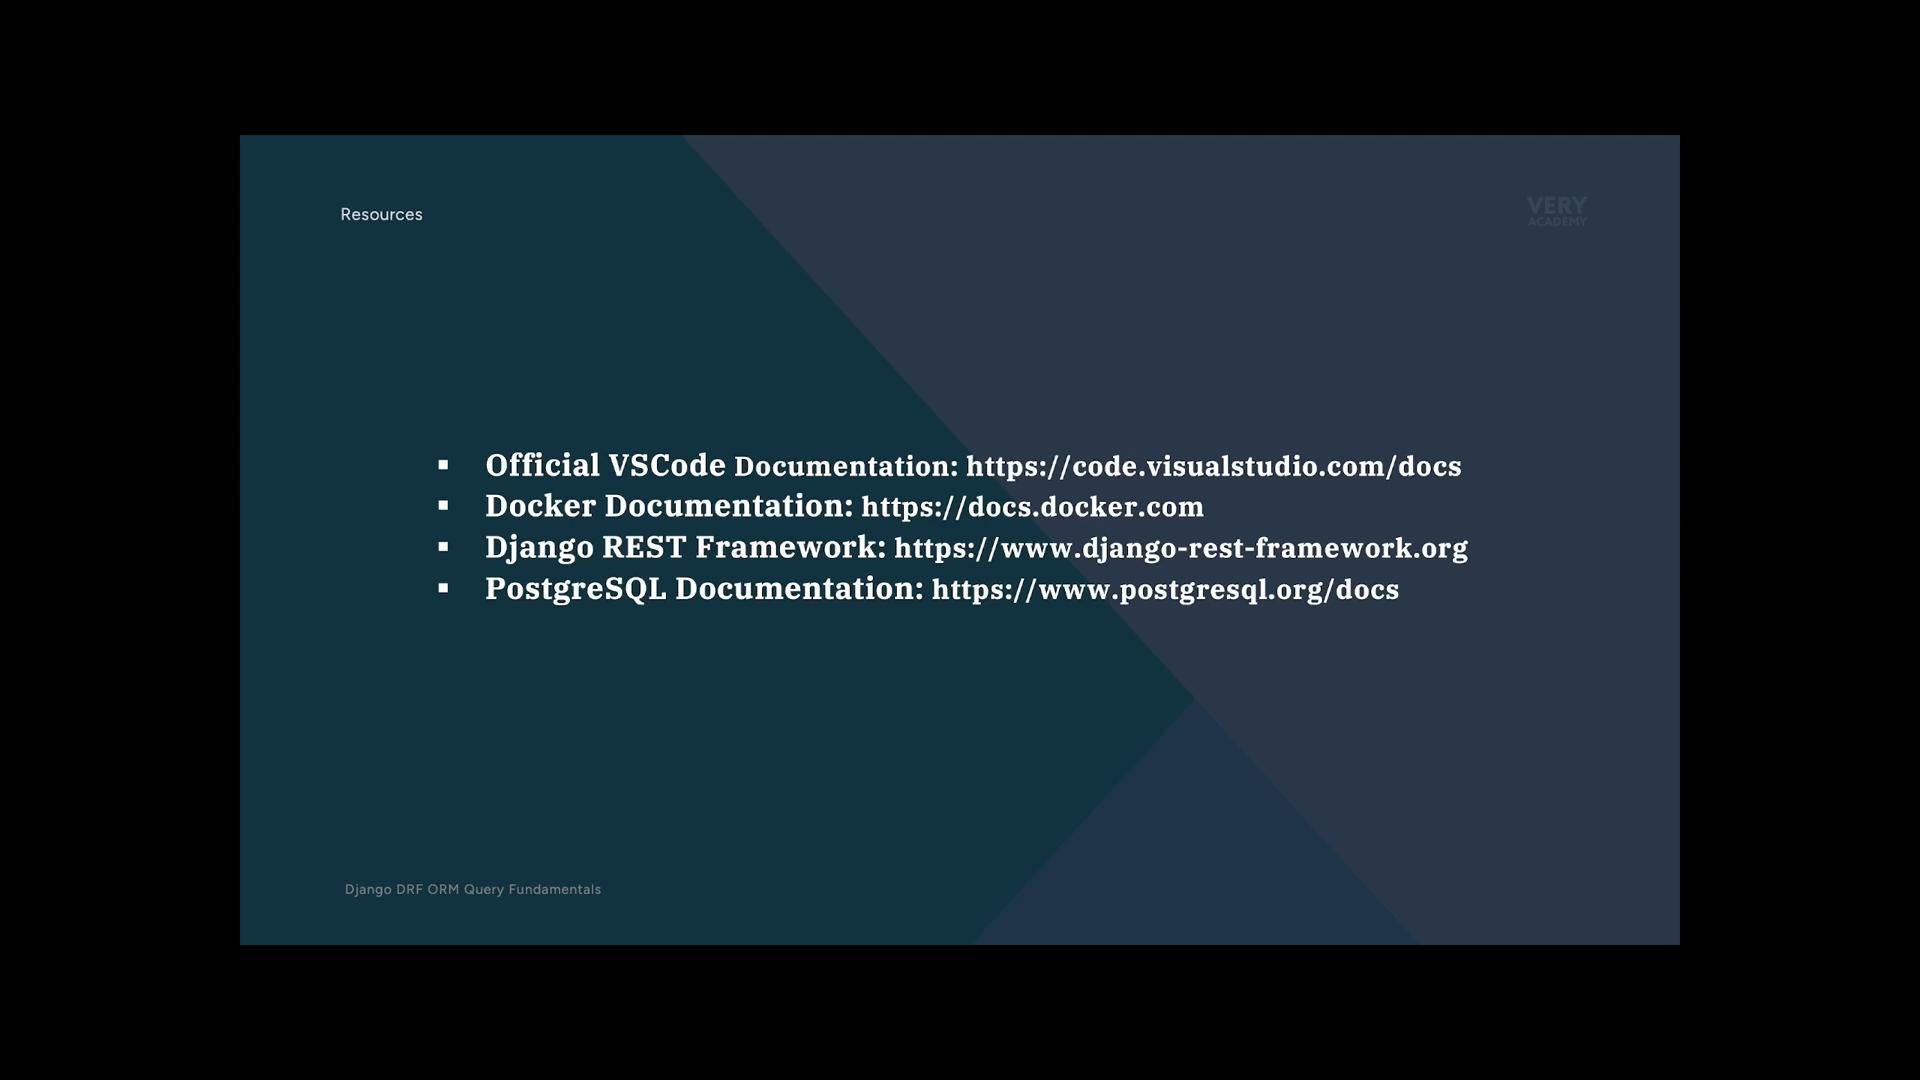 Resources
VERY
ACADEMY
▪ Official VSCode Documentation: https://code.visualstudio.com/docs
▪ Docker Documentation: https://docs.docker.com
▪ Django REST Framework: https://www.django-rest-framework.org
▪ PostgreSQL Documentation: https://www.postgresql.org/docs
Django DRF ORM Query Fundamentals